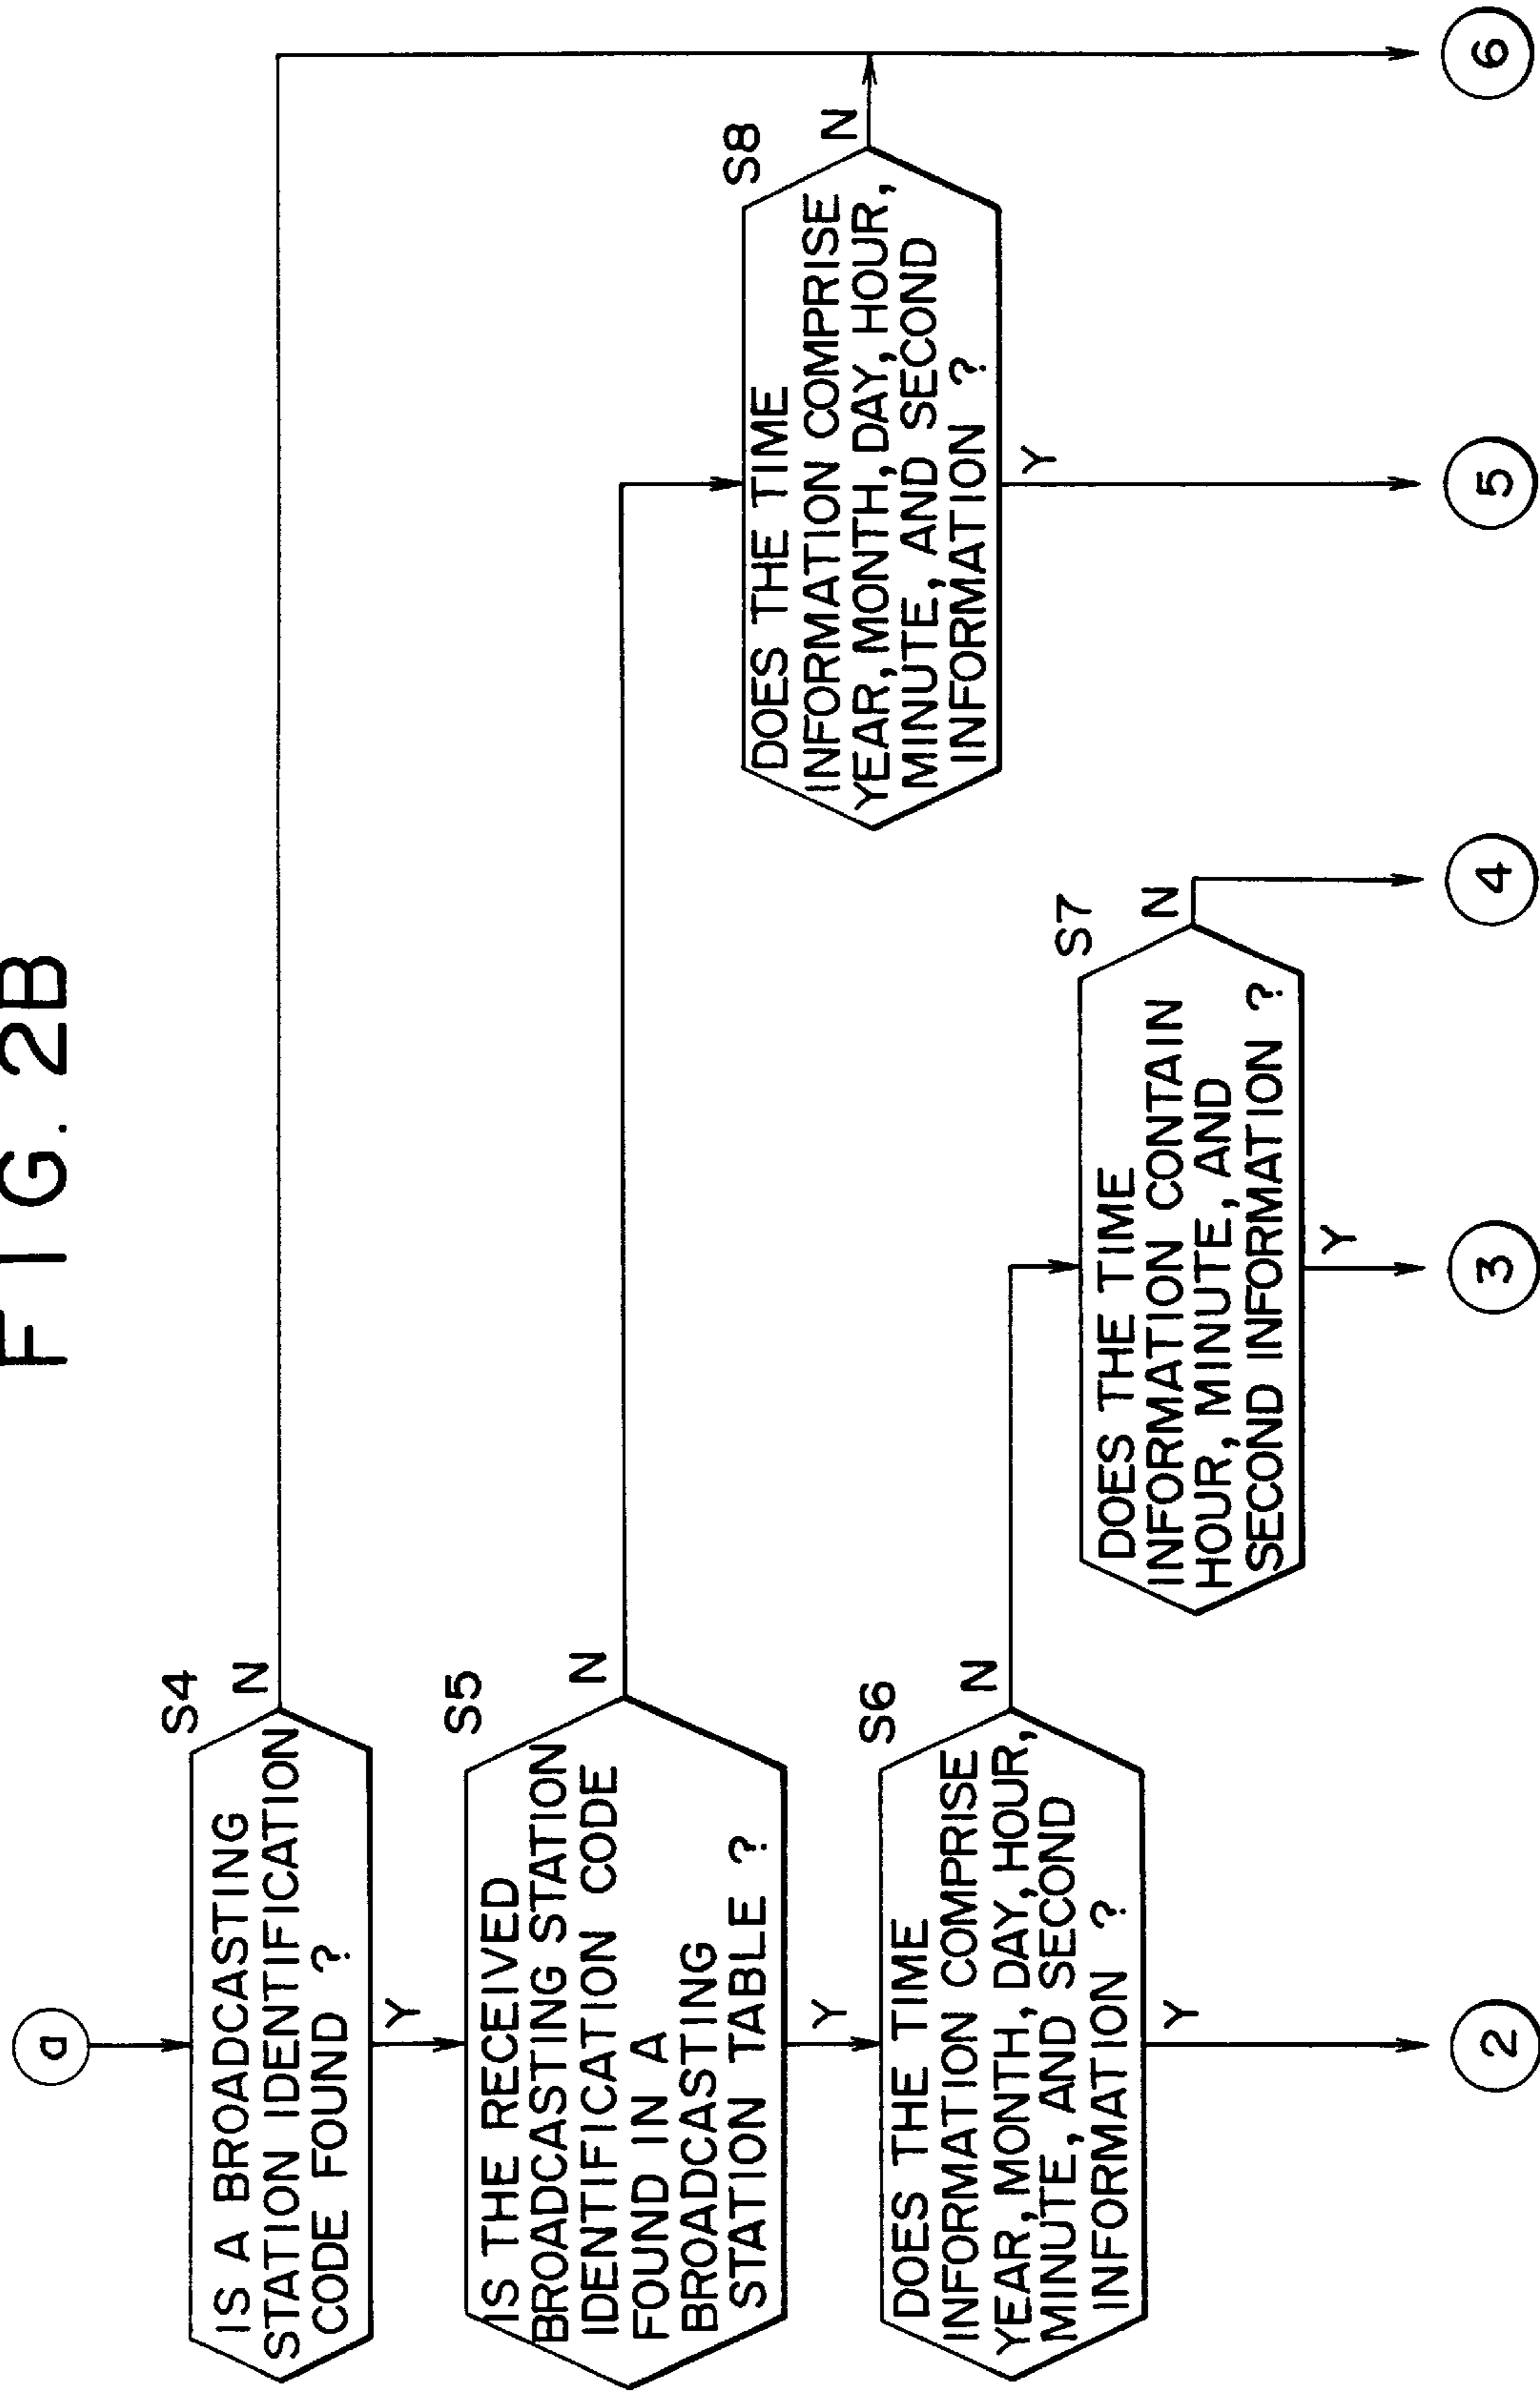 FIG. 2B
a
S4
IS A BROADCASTING
STATION IDENTIFICATION
CODE FOUND ?
N
Y
S5
IS THE RECEIVED
BROADCASTING STATION
IDENTIFICATION CODE
FOUND IN A
BROADCASTING
STATION TABLE ?
N
Y
S6
DOES THE TIME
INFORMATION COMPRISE
YEAR, MONTH, DAY, HOUR,
MINUTE, AND SECOND
INFORMATION ?
N
Y
S7
DOES THE TIME
INFORMATION CONTAIN
HOUR, MINUTE, AND
SECOND INFORMATION ?
N
Y
S8
DOES THE TIME
INFORMATION COMPRISE
YEAR, MONTH, DAY, HOUR,
MINUTE, AND SECOND
INFORMATION ?
N
Y
2
3
4
5
6